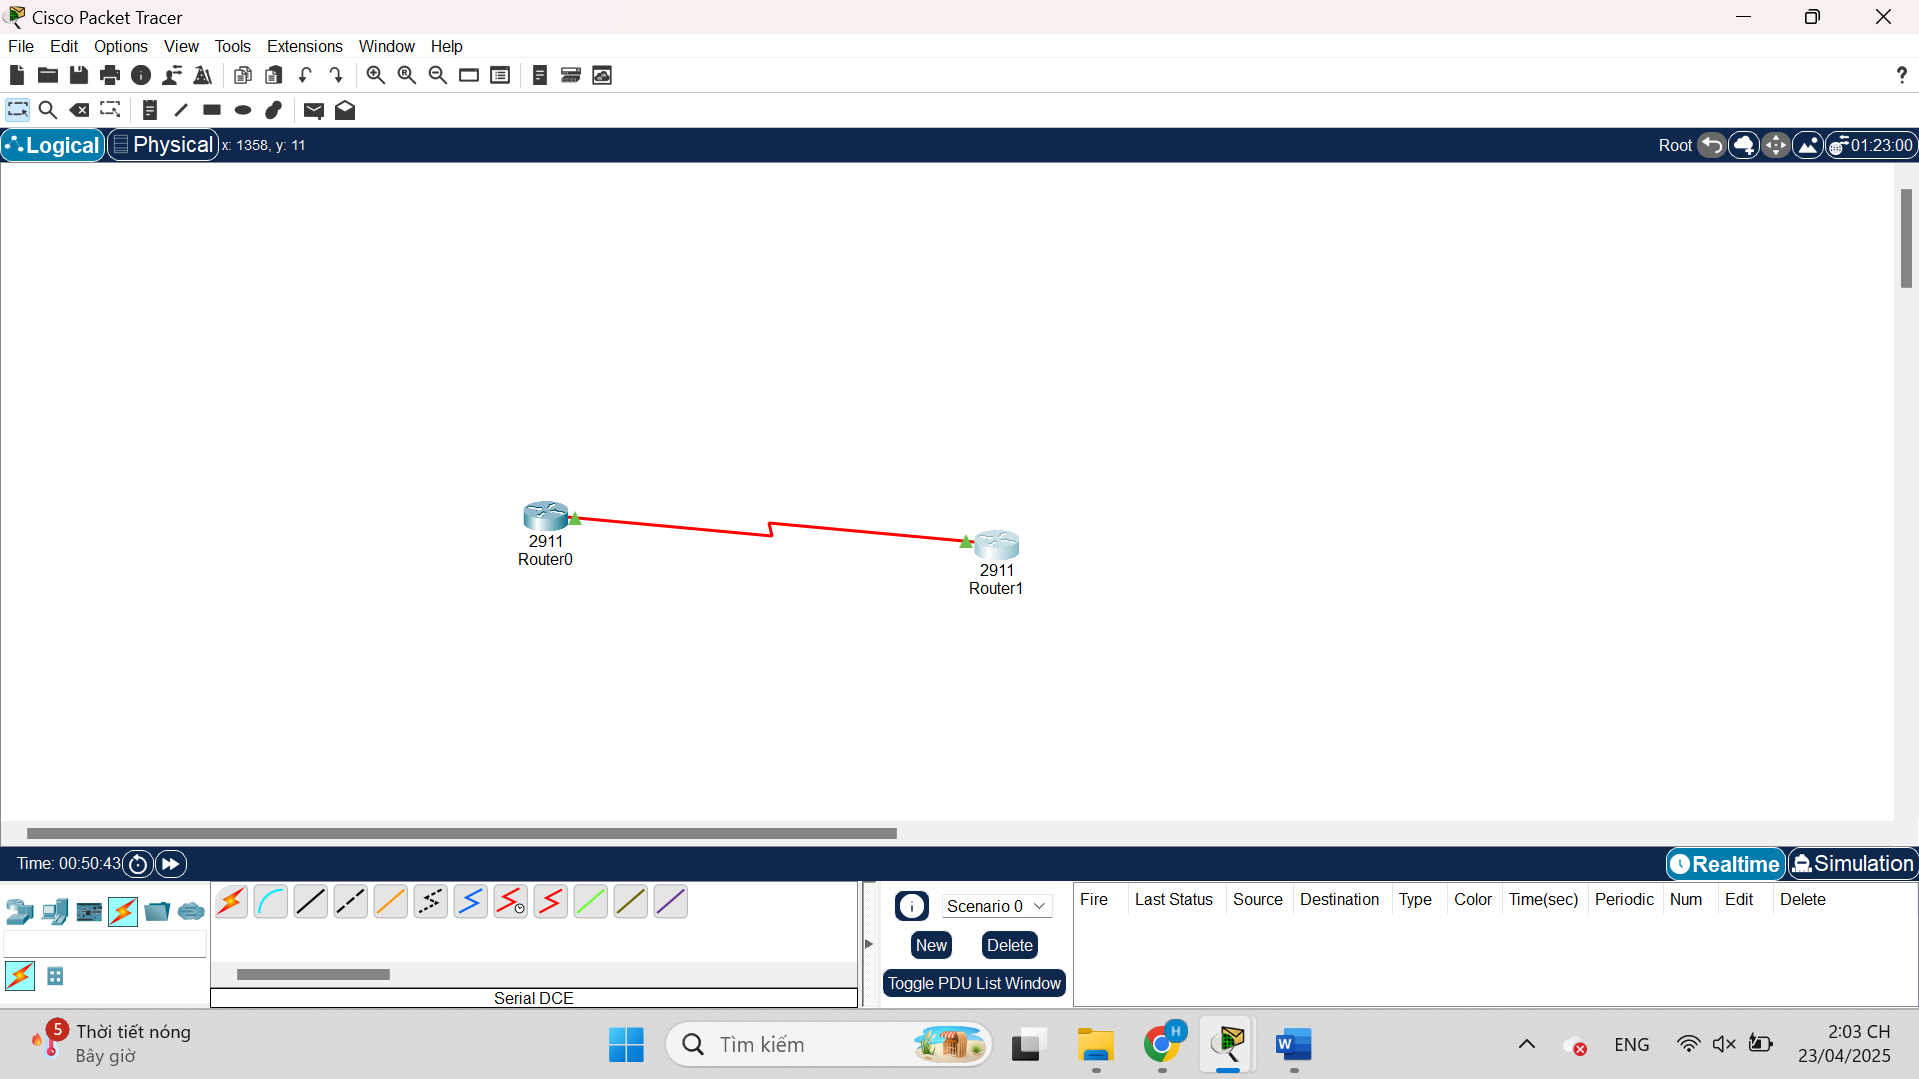 Cisco Packet Tracer
File Edit Options View Tools Extensions Window Help
?
Logical Physical x: 1358, y: 11 Root 01:23:00
2911
Router0
2911
Router1
Time: 00:50:43 Realtime Simulation
Scenario 0
New Delete
Toggle PDU List Window
Fire Last Status Source Destination Type Color Time(sec) Periodic Num Edit Delete
Serial DCE
5 Thời tiết nóng
Bây giờ
Tìm kiếm
H
W
ENG
2:03 CH
23/04/2025